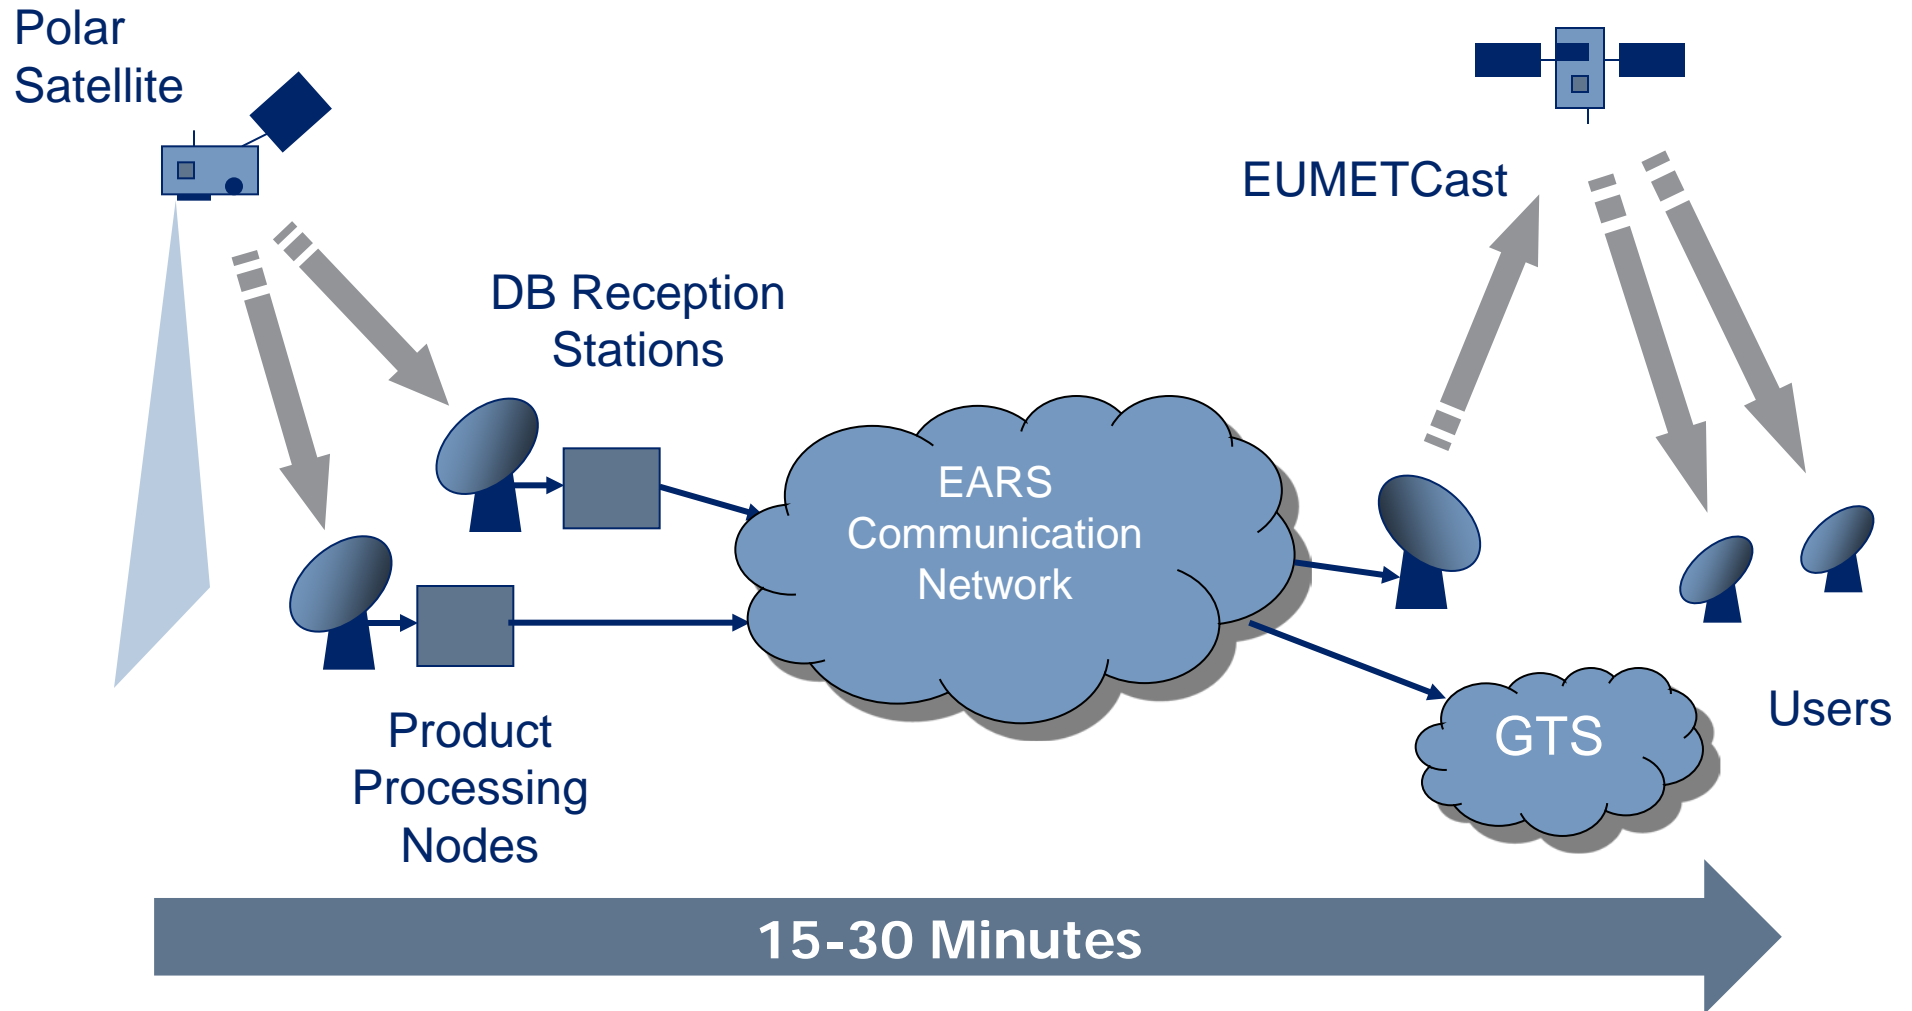 Polar
Satellite
EUMETCast
DB Reception
Stations
EARS
Communication
Network
Product
Processing
Nodes
GTS
Users
15-30 Minutes